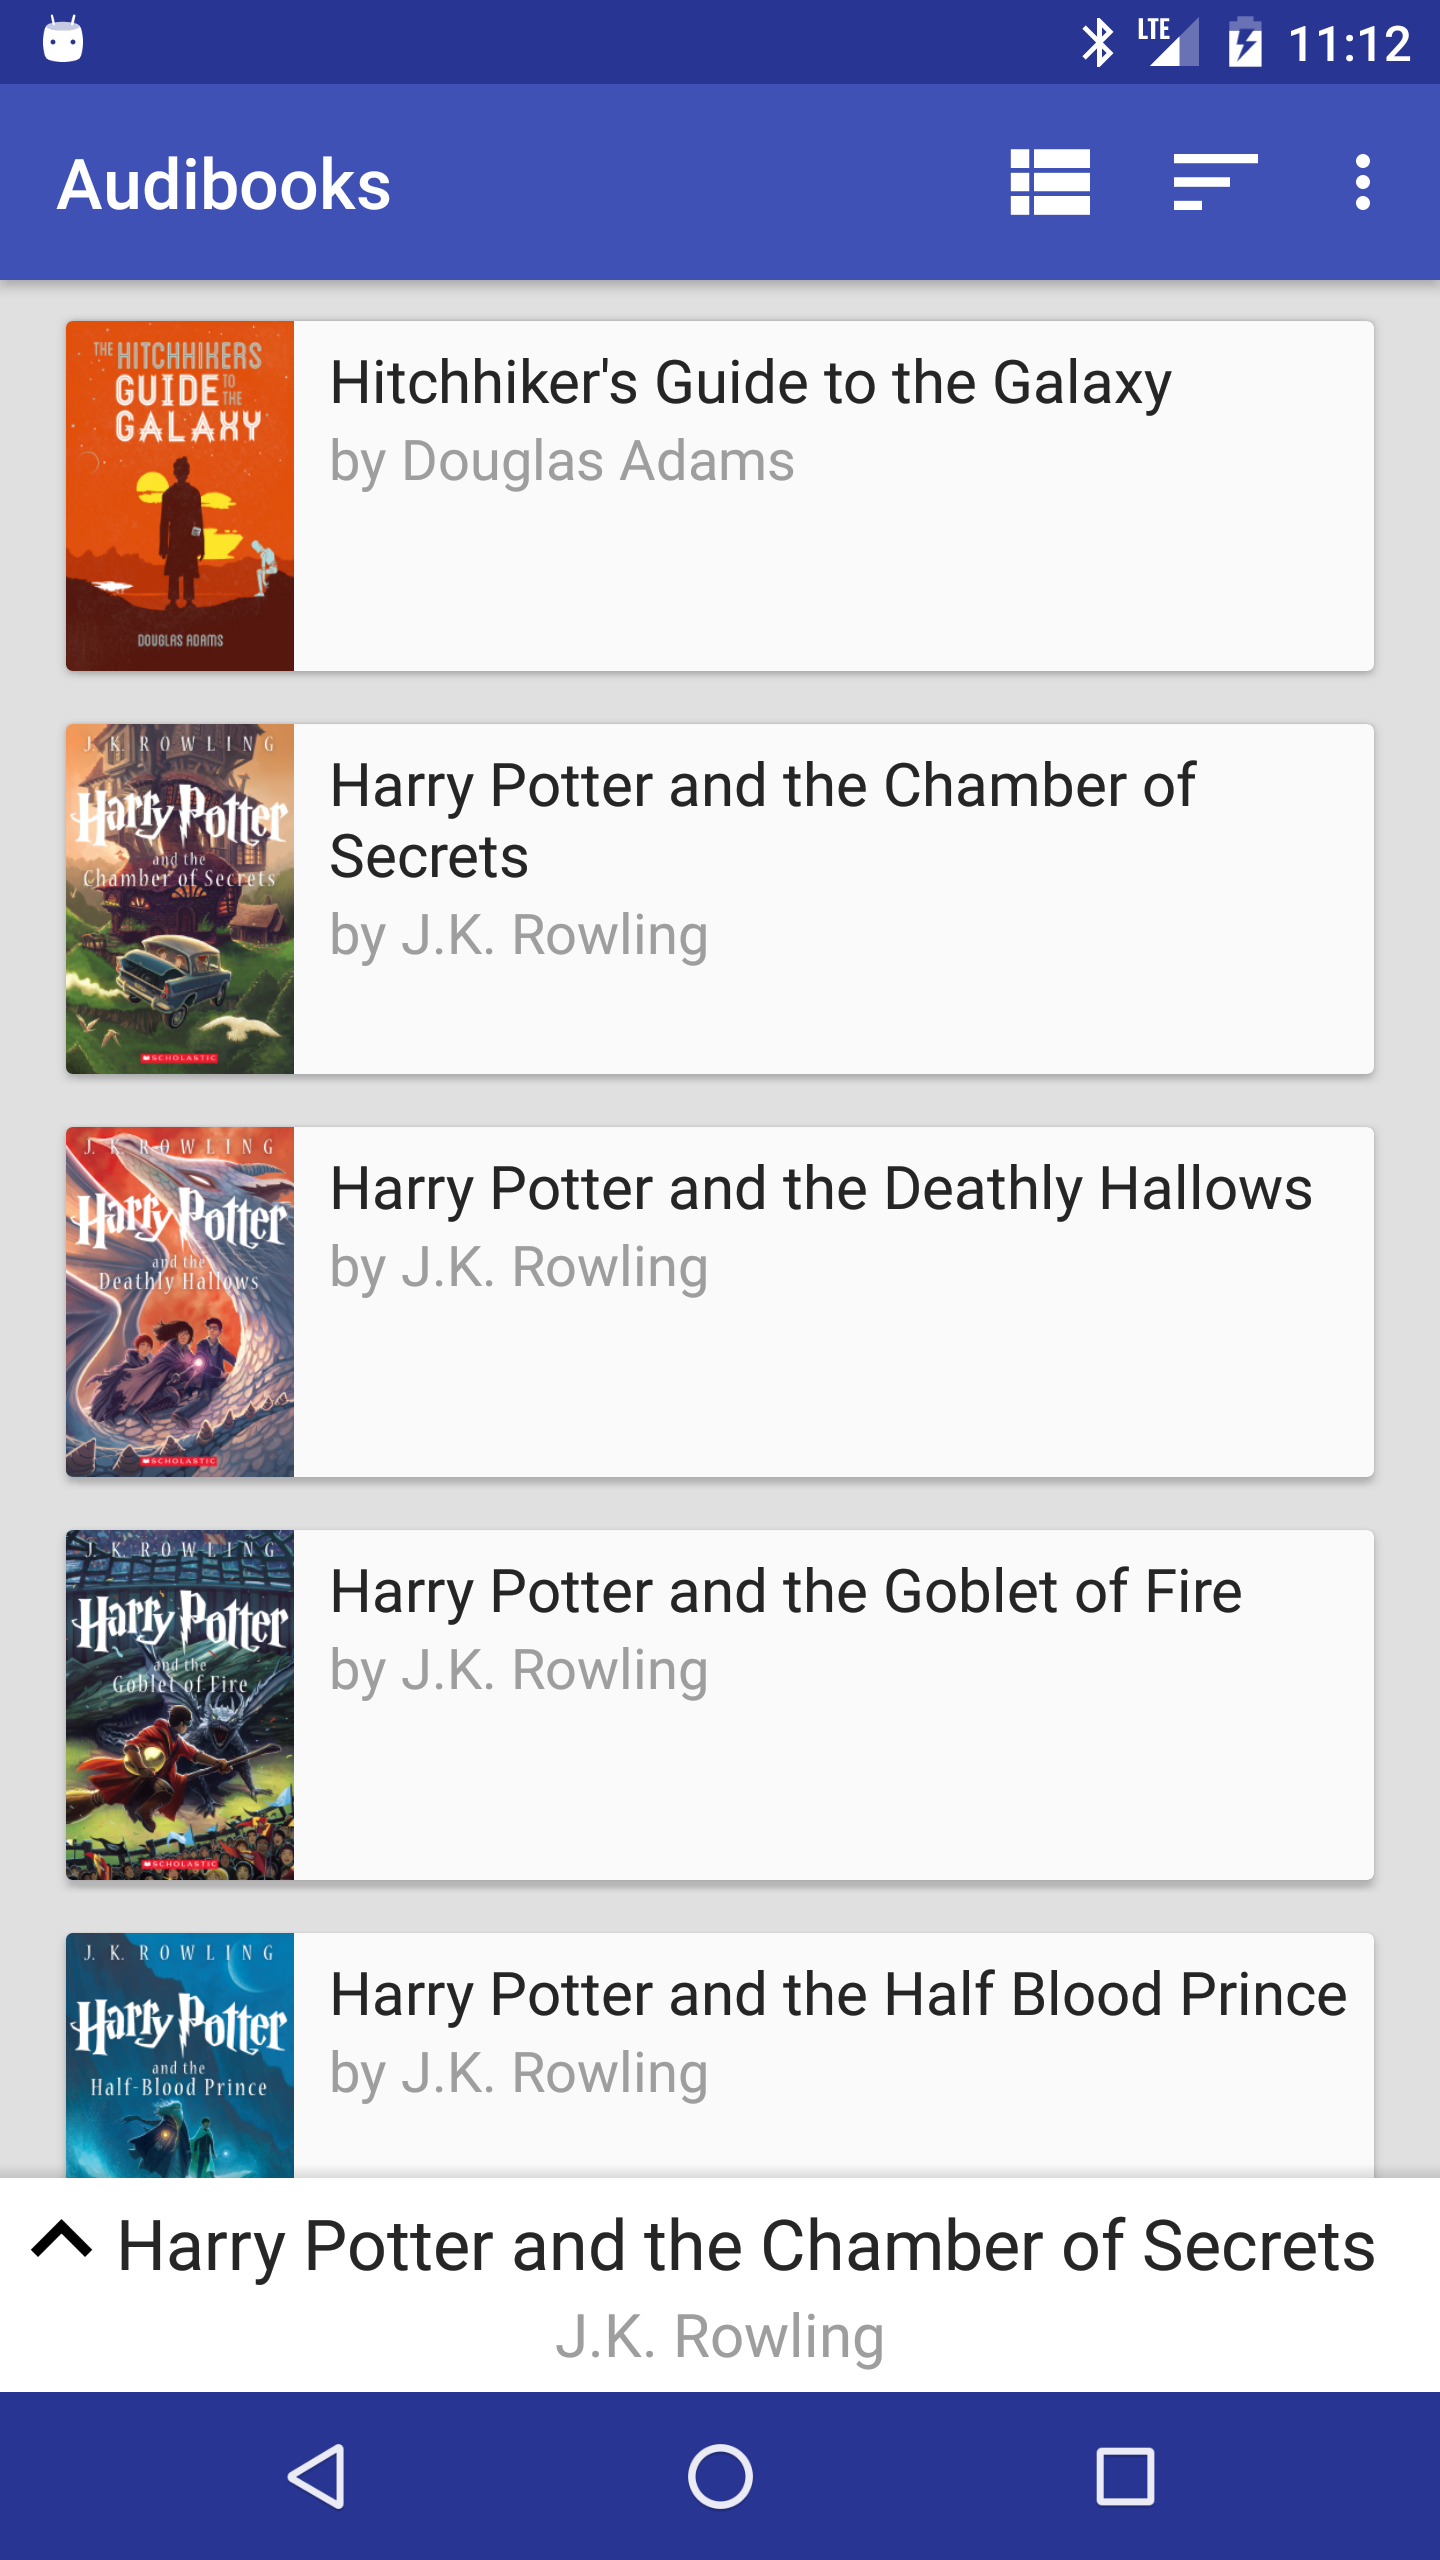 LTE 11:12
Audibooks
THE HITCHHIKERS
GUIDE TO THE
GALAXY
DOUGLAS ADAMS
Hitchhiker's Guide to the Galaxy
by Douglas Adams
J. K. ROWLING
Harry Potter
and the
Chamber of Secrets
SCHOLASTIC
Harry Potter and the Chamber of
Secrets
by J.K. Rowling
J. K. ROWLING
Harry Potter
and the
Deathly Hallows
SCHOLASTIC
Harry Potter and the Deathly Hallows
by J.K. Rowling
J. K. ROWLING
Harry Potter
and the
Goblet of Fire
SCHOLASTIC
Harry Potter and the Goblet of Fire
by J.K. Rowling
J. K. ROWLING
Harry Potter
and the
Half-Blood Prince
Harry Potter and the Half Blood Prince
by J.K. Rowling
Harry Potter and the Chamber of Secrets
J.K. Rowling